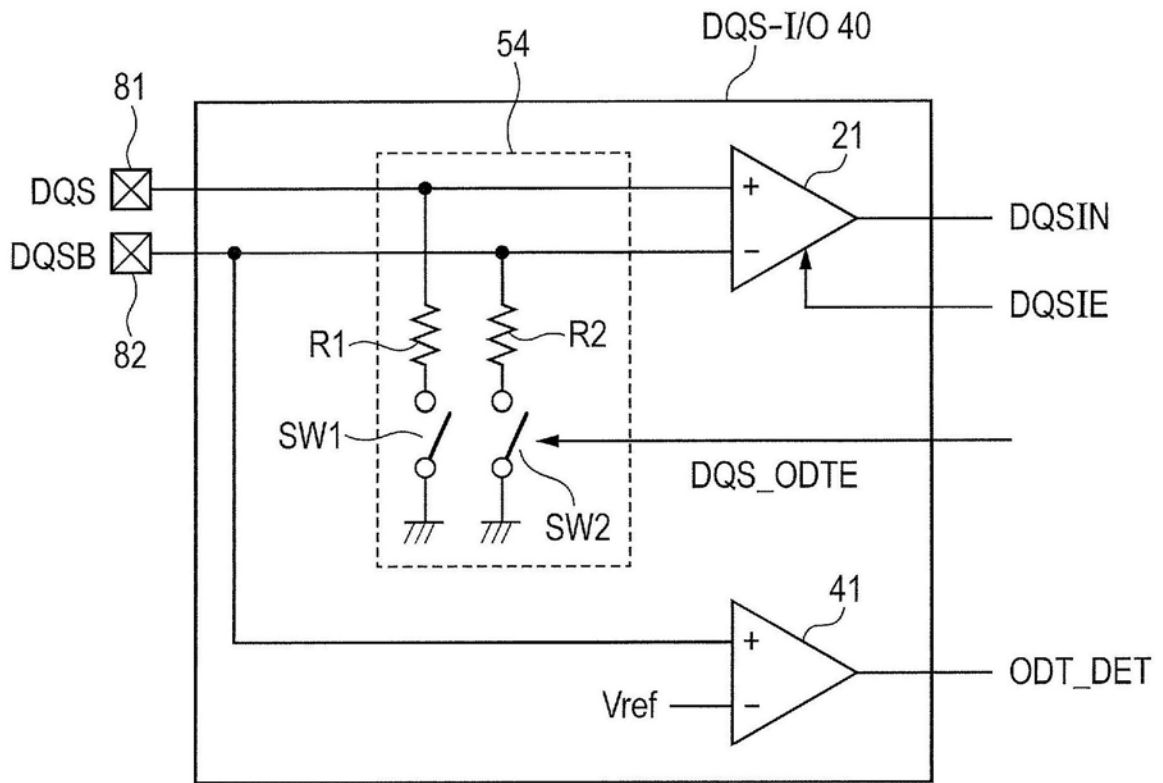 DQS-I/O 40
54
81
21
DQS
+
DQSIN
DQSB
−
DQSIE
82
R1
R2
SW1
DQS_ODTE
SW2
41
+
ODT_DET
Vref
−